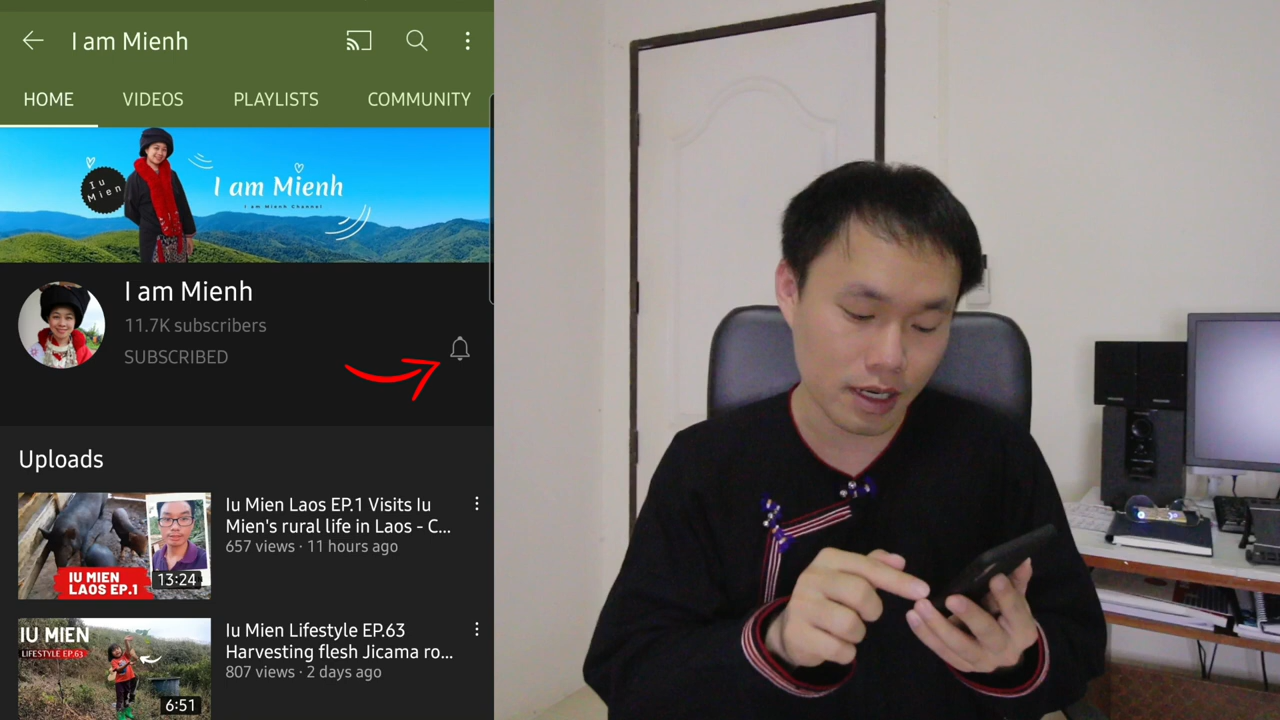 I am Mienh
HOME VIDEOS PLAYLISTS COMMUNITY
Iu
Mien
I am Mienh
I am Mienh Channel
I am Mienh
11.7K subscribers
SUBSCRIBED
Uploads
Iu Mien Laos EP.1 Visits Iu
Mien's rural life in Laos - C...
657 views · 11 hours ago
IU MIEN
LAOS EP.1
13:24
Iu Mien Lifestyle EP.63
Harvesting flesh Jicama ro...
807 views · 2 days ago
IU MIEN
LIFESTYLE EP.63
6:51